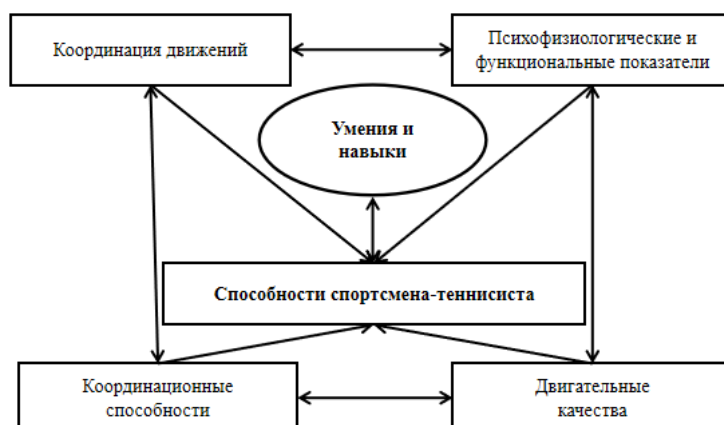 Координация движений
Психофизиологические и
функциональные показатели
Умения и
навыки
Способности спортсмена-теннисиста
Координационные
способности
Двигательные
качества